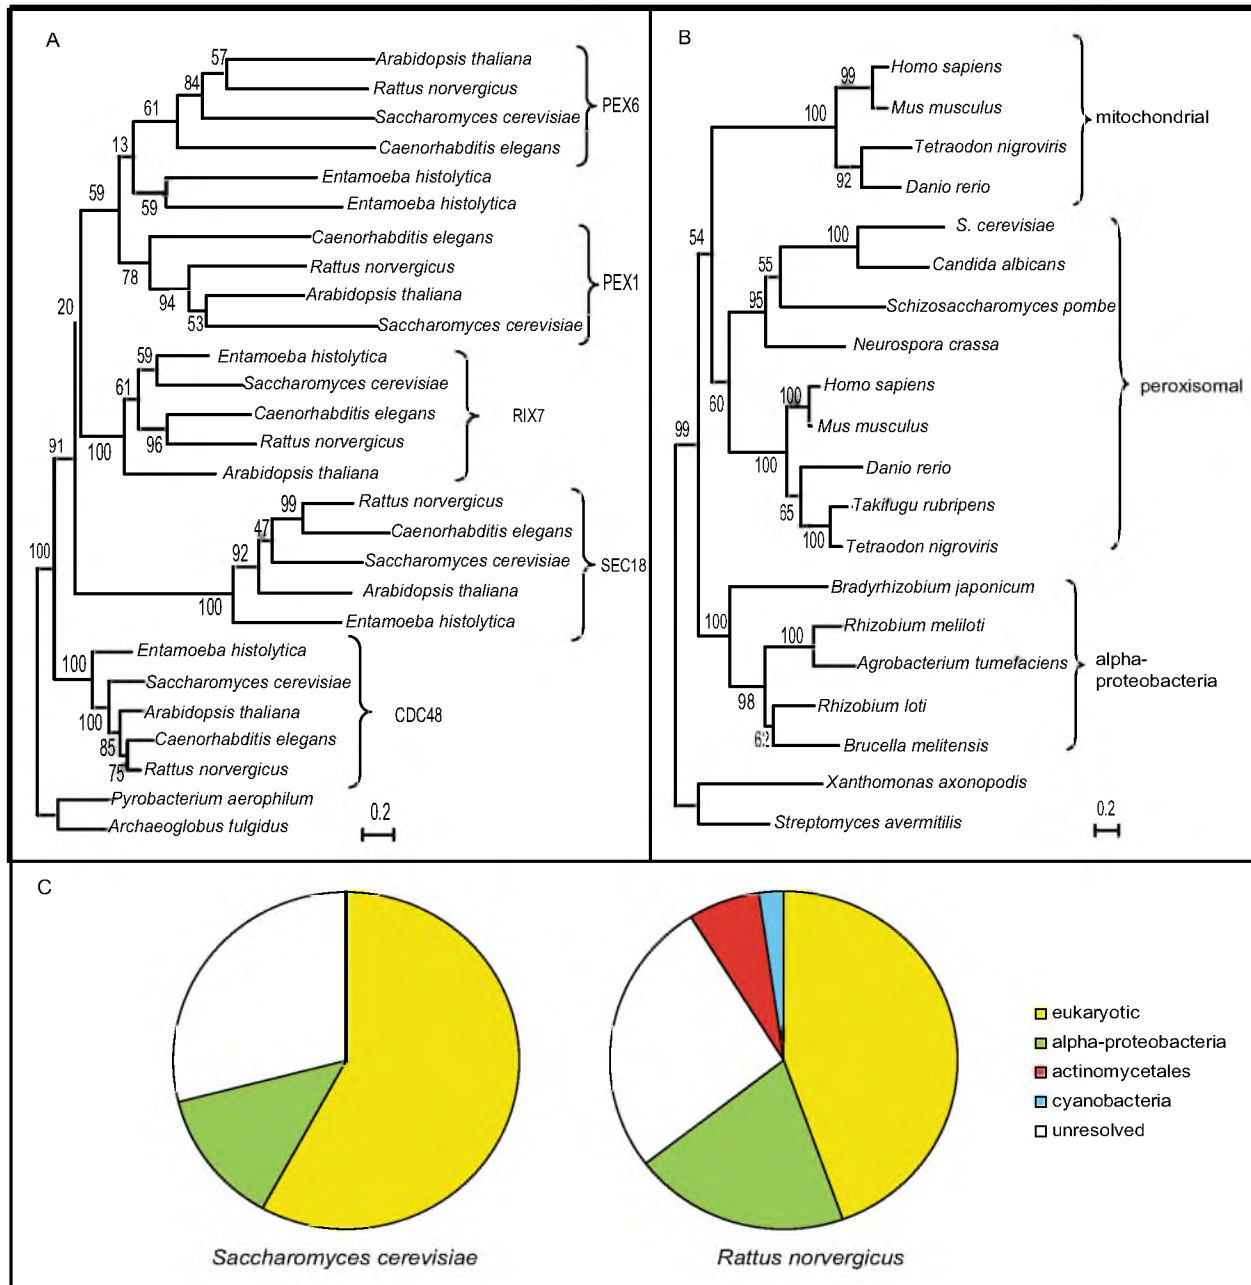 A
57
Arabidopsis thaliana
84
Rattus norvergicus
61
Saccharomyces cerevisiae
PEX6
13
Caenorhabditis elegans
Entamoeba histolytica
59
59
Entamoeba histolytica
Caenorhabditis elegans
78
Rattus norvergicus
PEX1
94
Arabidopsis thaliana
20
53
Saccharomyces cerevisiae
59
Entamoeba histolytica
61
Saccharomyces cerevisiae
Caenorhabditis elegans
RIX7
91
100
96
Rattus norvergicus
Arabidopsis thaliana
99
Rattus norvergicus
47
Caenorhabditis elegans
100
92
Saccharomyces cerevisiae
SEC18
100
Arabidopsis thaliana
Entamoeba histolytica
100
Entamoeba histolytica
Saccharomyces cerevisiae
100
Arabidopsis thaliana
CDC48
85
Caenorhabditis elegans
75
Rattus norvergicus
Pyrobacterium aerophilum
Archaeoglobus fulgidus
0.2
B
99
Homo sapiens
100
Mus musculus
mitochondrial
Tetraodon nigroviris
92
Danio rerio
54
100
S. cerevisiae
55
Candida albicans
95
Schizosaccharomyces pombe
Neurospora crassa
60
100
Homo sapiens
peroxisomal
Mus musculus
99
100
Danio rerio
65
Takifugu rubripens
100
Tetraodon nigroviris
Bradyrhizobium japonicum
100
100
Rhizobium meliloti
Agrobacterium tumefaciens
alpha-
proteobacteria
98
Rhizobium loti
62
Brucella melitensis
Xanthomonas axonopodis
Streptomyces avermitilis
0.2
C
eukaryotic
alpha-proteobacteria
actinomycetales
cyanobacteria
unresolved
Saccharomyces cerevisiae
Rattus norvergicus